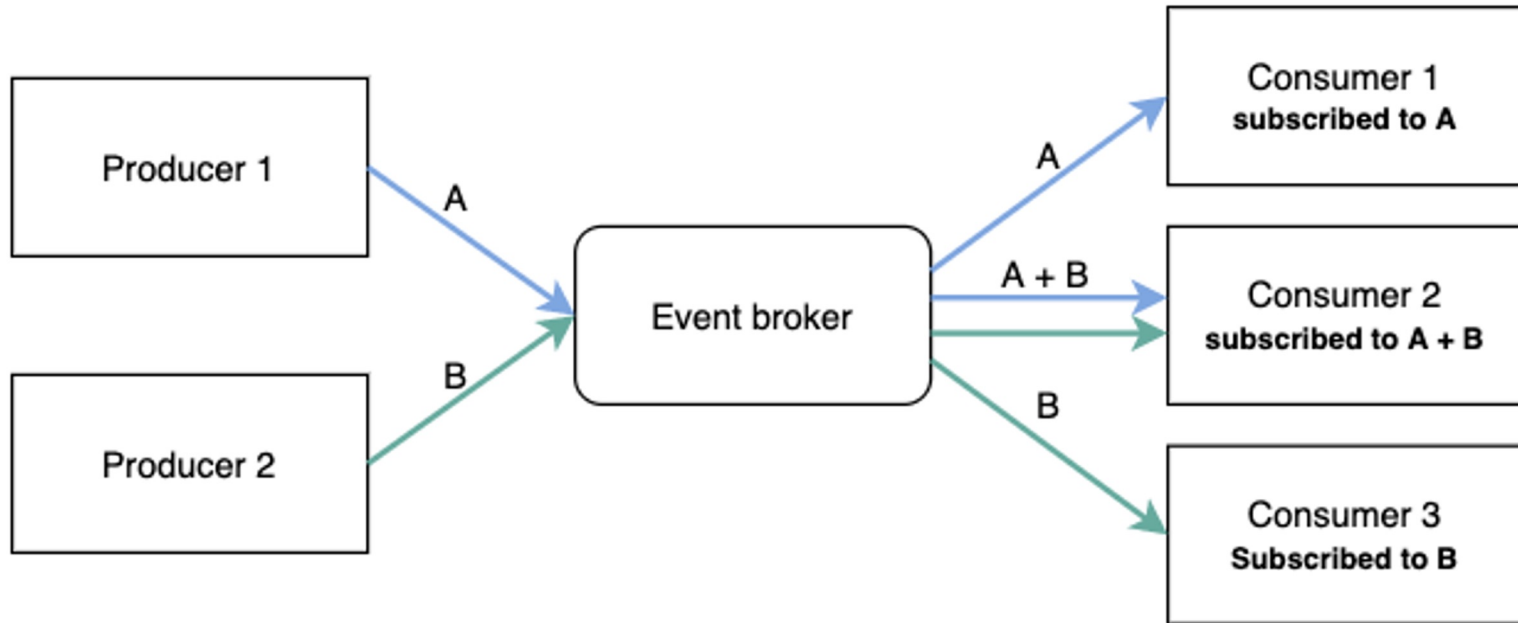 Producer 1
A
Producer 2
B
Event broker
A
A + B
B
Consumer 1
subscribed to A
Consumer 2
subscribed to A + B
Consumer 3
Subscribed to B